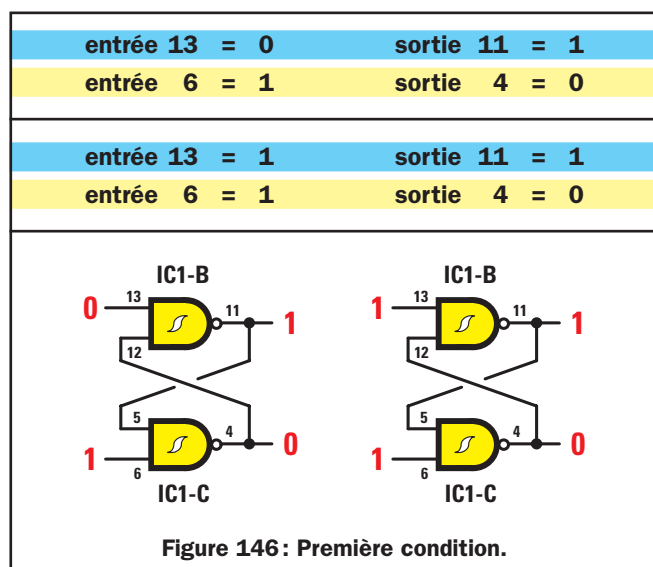 entrée 13 = 0 sortie 11 = 1
entrée 6 = 1 sortie 4 = 0
entrée 13 = 1 sortie 11 = 1
entrée 6 = 1 sortie 4 = 0
IC1-B IC1-B
0 13 11 1 1 13 11 1
12 12
5 4 0 5 4 0
1 6 1 6
IC1-C IC1-C
Figure 146: Première condition.